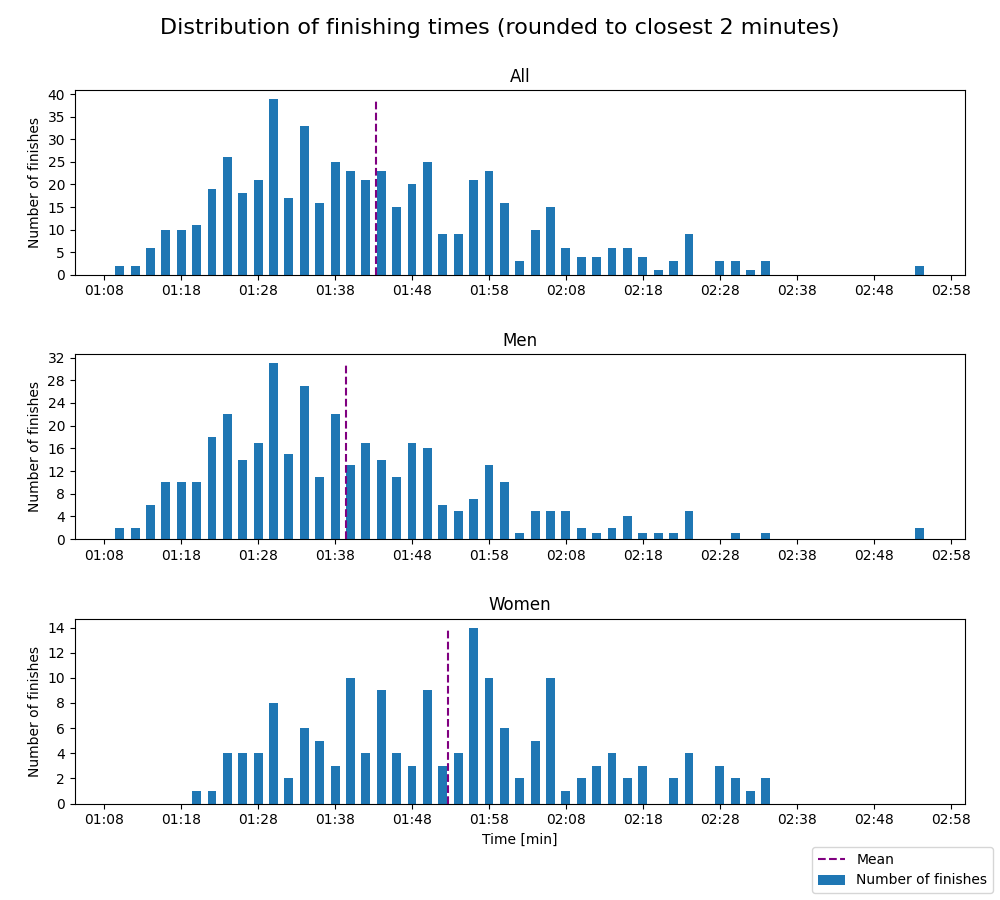 Distribution of finishing times (rounded to closest 2 minutes)
All
Number of finishes
40
35
30
25
20
15
10
5
0
01:08 01:18 01:28 01:38 01:48 01:58 02:08 02:18 02:28 02:38 02:48 02:58
Men
Number of finishes
32
28
24
20
16
12
8
4
0
01:08 01:18 01:28 01:38 01:48 01:58 02:08 02:18 02:28 02:38 02:48 02:58
Women
Number of finishes
14
12
10
8
6
4
2
0
01:08 01:18 01:28 01:38 01:48 01:58 02:08 02:18 02:28 02:38 02:48 02:58
Time [min]
Mean
Number of finishes